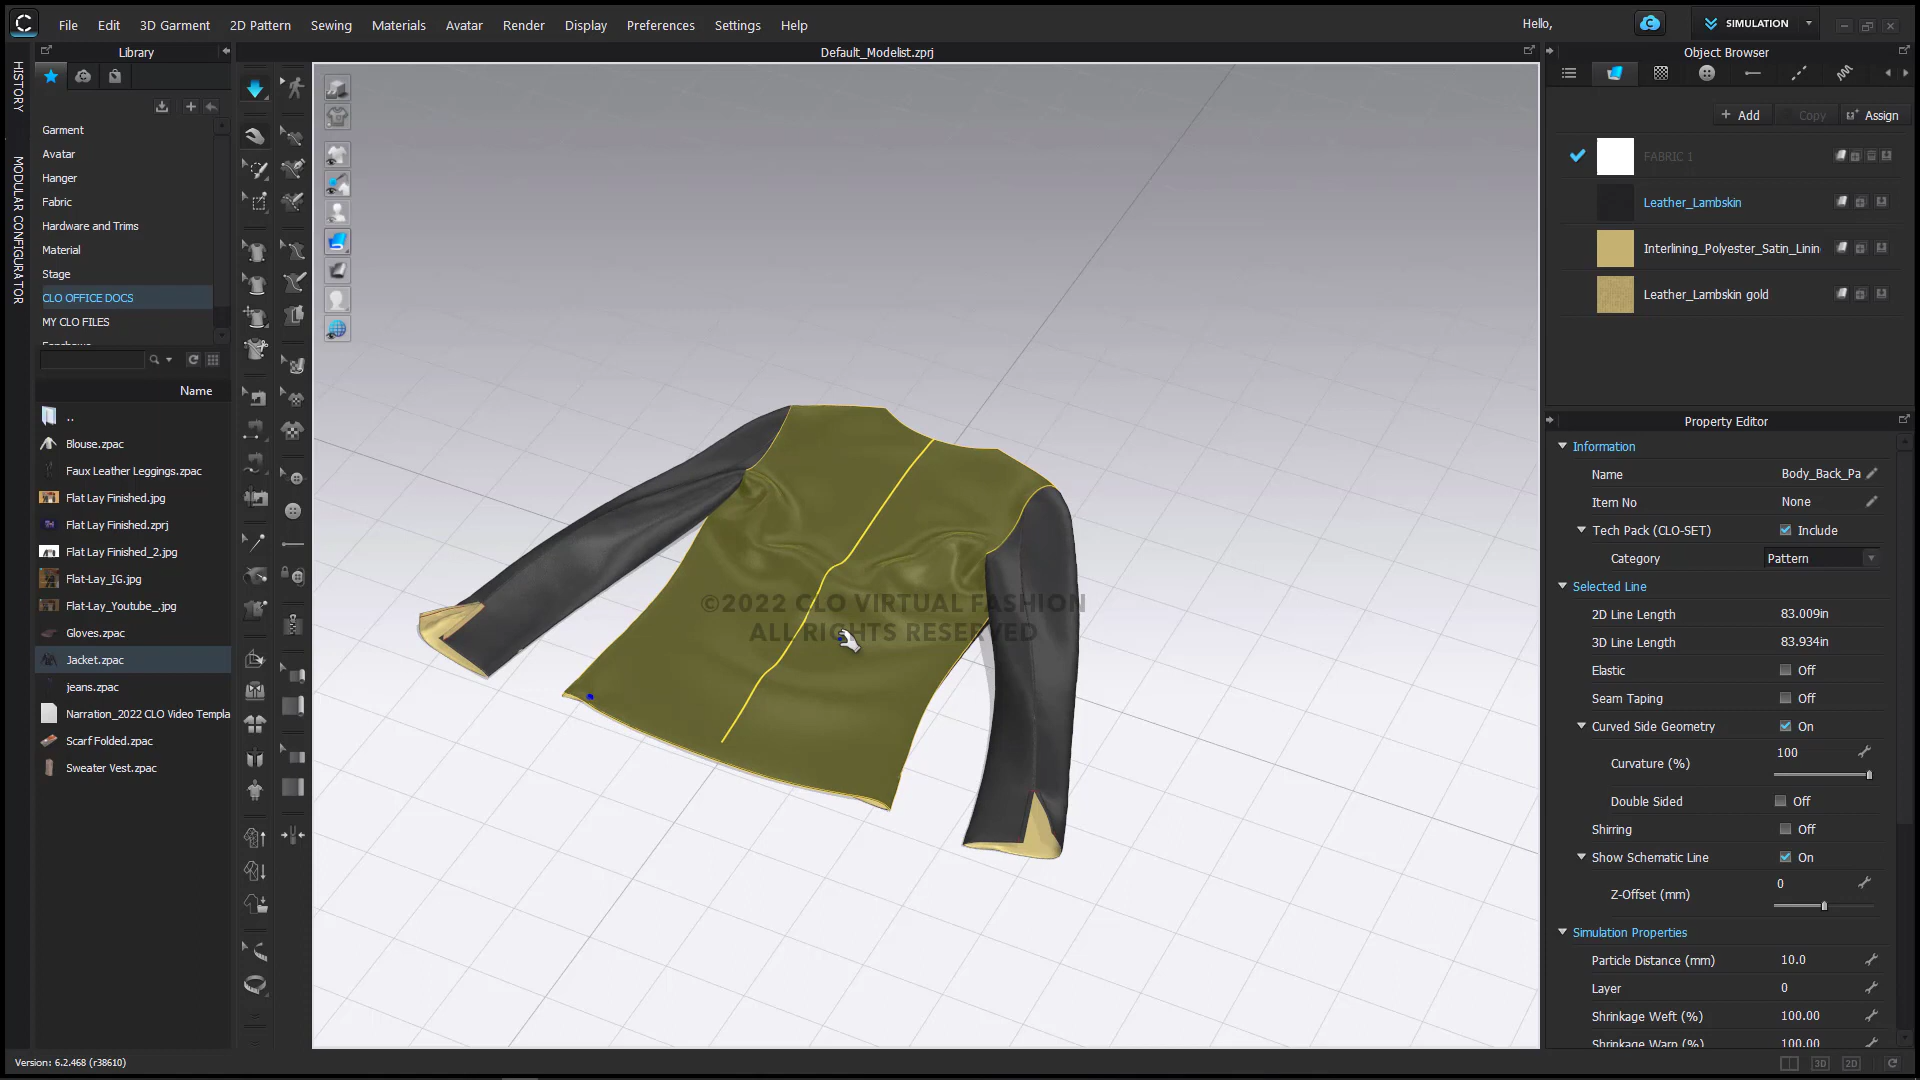 File Edit 3D Garment 2D Pattern Sewing Materials Avatar Render Display Preferences Settings Help
Hello,
SIMULATION
Library
Default_Modelist.zprj
Object Browser
HISTORY
MODULAR CONFIGURATOR
Garment
Avatar
Hanger
Fabric
Hardware and Trims
Material
Stage
CLO OFFICE DOCS
MY CLO FILES
Name
..
Blouse.zpac
Faux Leather Leggings.zpac
Flat Lay Finished.jpg
Flat Lay Finished.zprj
Flat Lay Finished_2.jpg
Flat-Lay_IG.jpg
Flat-Lay_Youtube_.jpg
Gloves.zpac
Jacket.zpac
jeans.zpac
Narration_2022 CLO Video Templa
Scarf Folded.zpac
Sweater Vest.zpac
©2022 CLO VIRTUAL FASHION
ALL RIGHTS RESERVED
Add Copy Assign
FABRIC 1
Leather_Lambskin
Interlining_Polyester_Satin_Linin
Leather_Lambskin gold
Property Editor
Information
Name Body_Back_Pa
Item No None
Tech Pack (CLO-SET) Include
Category Pattern
Selected Line
2D Line Length 83.009in
3D Line Length 83.934in
Elastic Off
Seam Taping Off
Curved Side Geometry On
Curvature (%) 100
Double Sided Off
Shirring Off
Show Schematic Line On
Z-Offset (mm) 0
Simulation Properties
Particle Distance (mm) 10.0
Layer 0
Shrinkage Weft (%) 100.00
Shrinkage Warp (%) 100.00
Version: 6.2.468 (r38610)
3D 2D